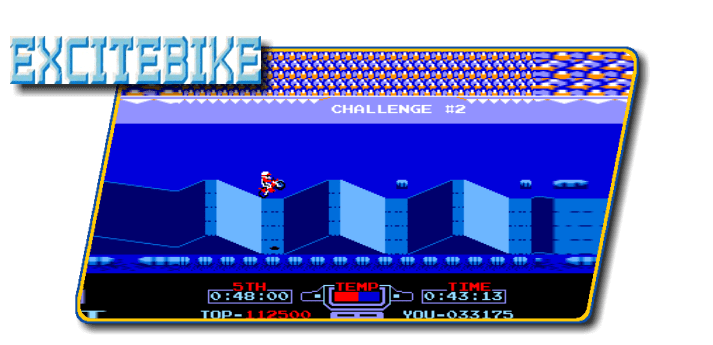 EXCITEBIKE
CHALLENGE #2
5TH TEMP TIME
0:48:00 0:43:13
TOP-112500 YOU-033175